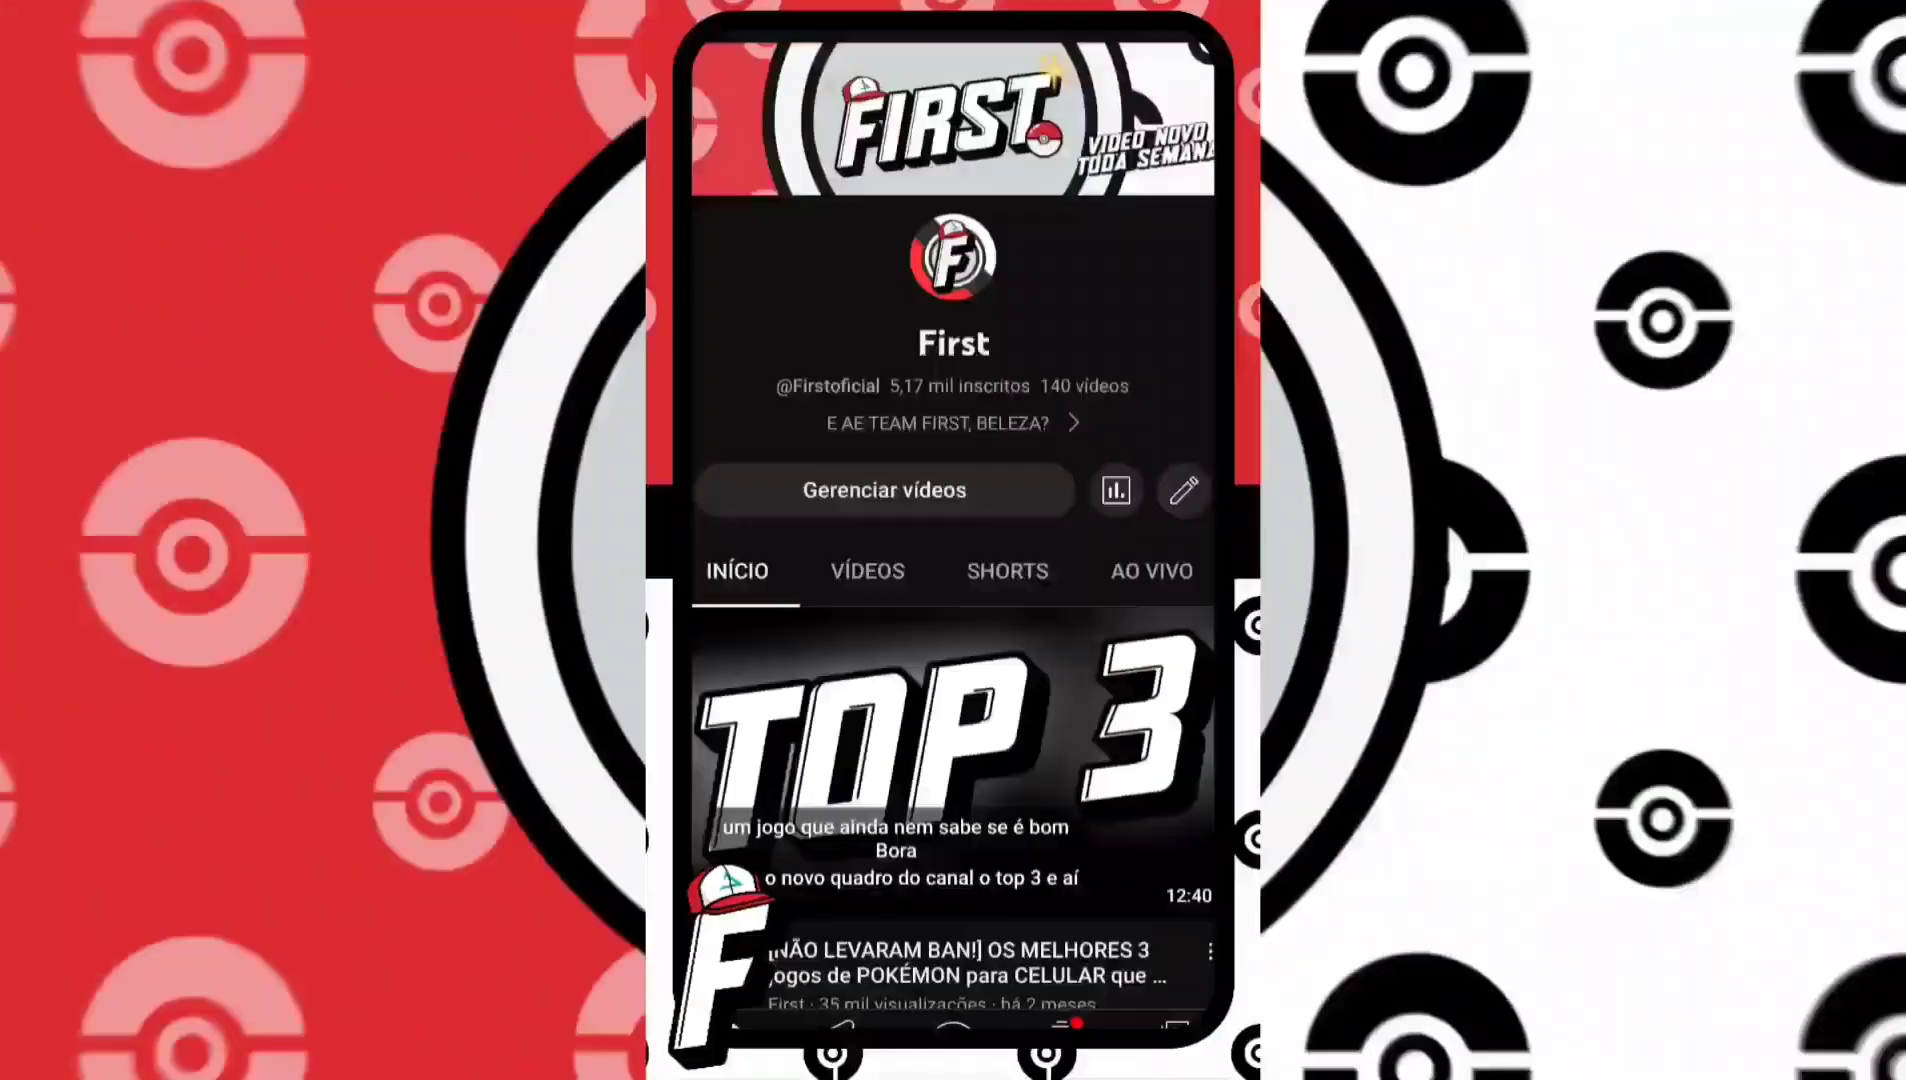 FIRST
VIDEO NOVO
TODA SEMANA
F
First
@Firstoficial 5,17 mil inscritos 140 vídeos
E AE TEAM FIRST, BELEZA?
Gerenciar vídeos
INÍCIO VÍDEOS SHORTS AO VIVO
TOP 3
um jogo que ainda nem sabe se é bom
Bora
o novo quadro do canal o top 3 e aí
12:40
[NÃO LEVARAM BAN!] OS MELHORES 3
jogos de POKÉMON para CELULAR que ...
First · 35 mil visualizações · há 2 meses
F